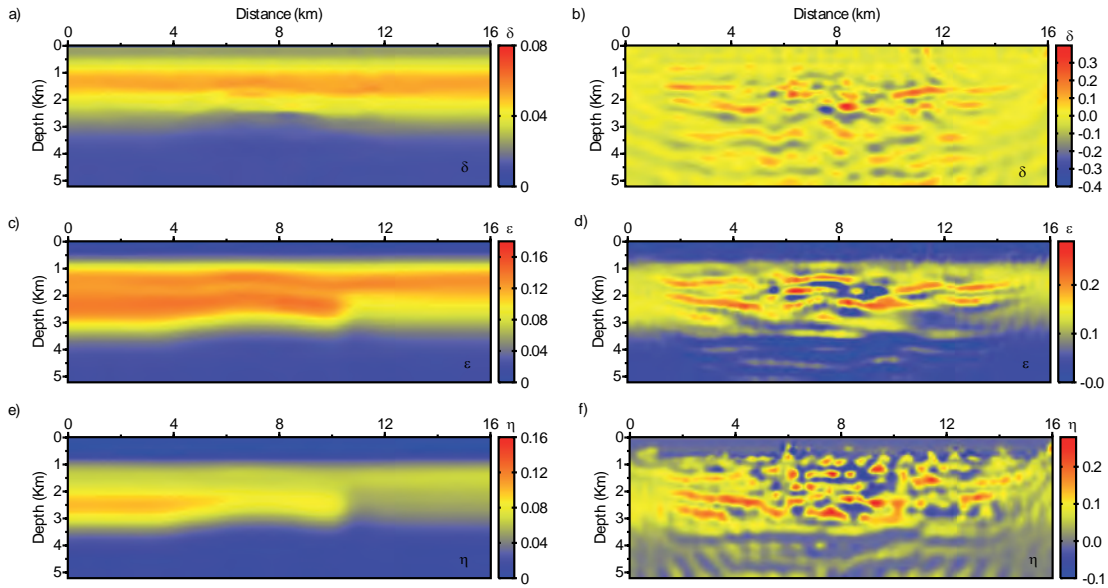 a) Distance (km) δ
0 4 8 12 16
0 1 2 3 4 5
Depth (Km)
0.08 0.04 0
δ
b) Distance (km) δ
0 4 8 12 16
0 1 2 3 4 5
Depth (Km)
0.3 0.2 0.1 0.0 -0.1 -0.2 -0.3 -0.4
δ
c) ε
0 4 8 12 16
0 1 2 3 4 5
Depth (Km)
0.16 0.12 0.08 0.04 0
ε
d) ε
0 4 8 12 16
0 1 2 3 4 5
Depth (Km)
0.2 0.1 -0.0
ε
e) η
0 4 8 12 16
0 1 2 3 4 5
Depth (Km)
0.16 0.12 0.08 0.04 0
η
f) η
0 4 8 12 16
0 1 2 3 4 5
Depth (Km)
0.2 0.1 0.0 -0.1
η